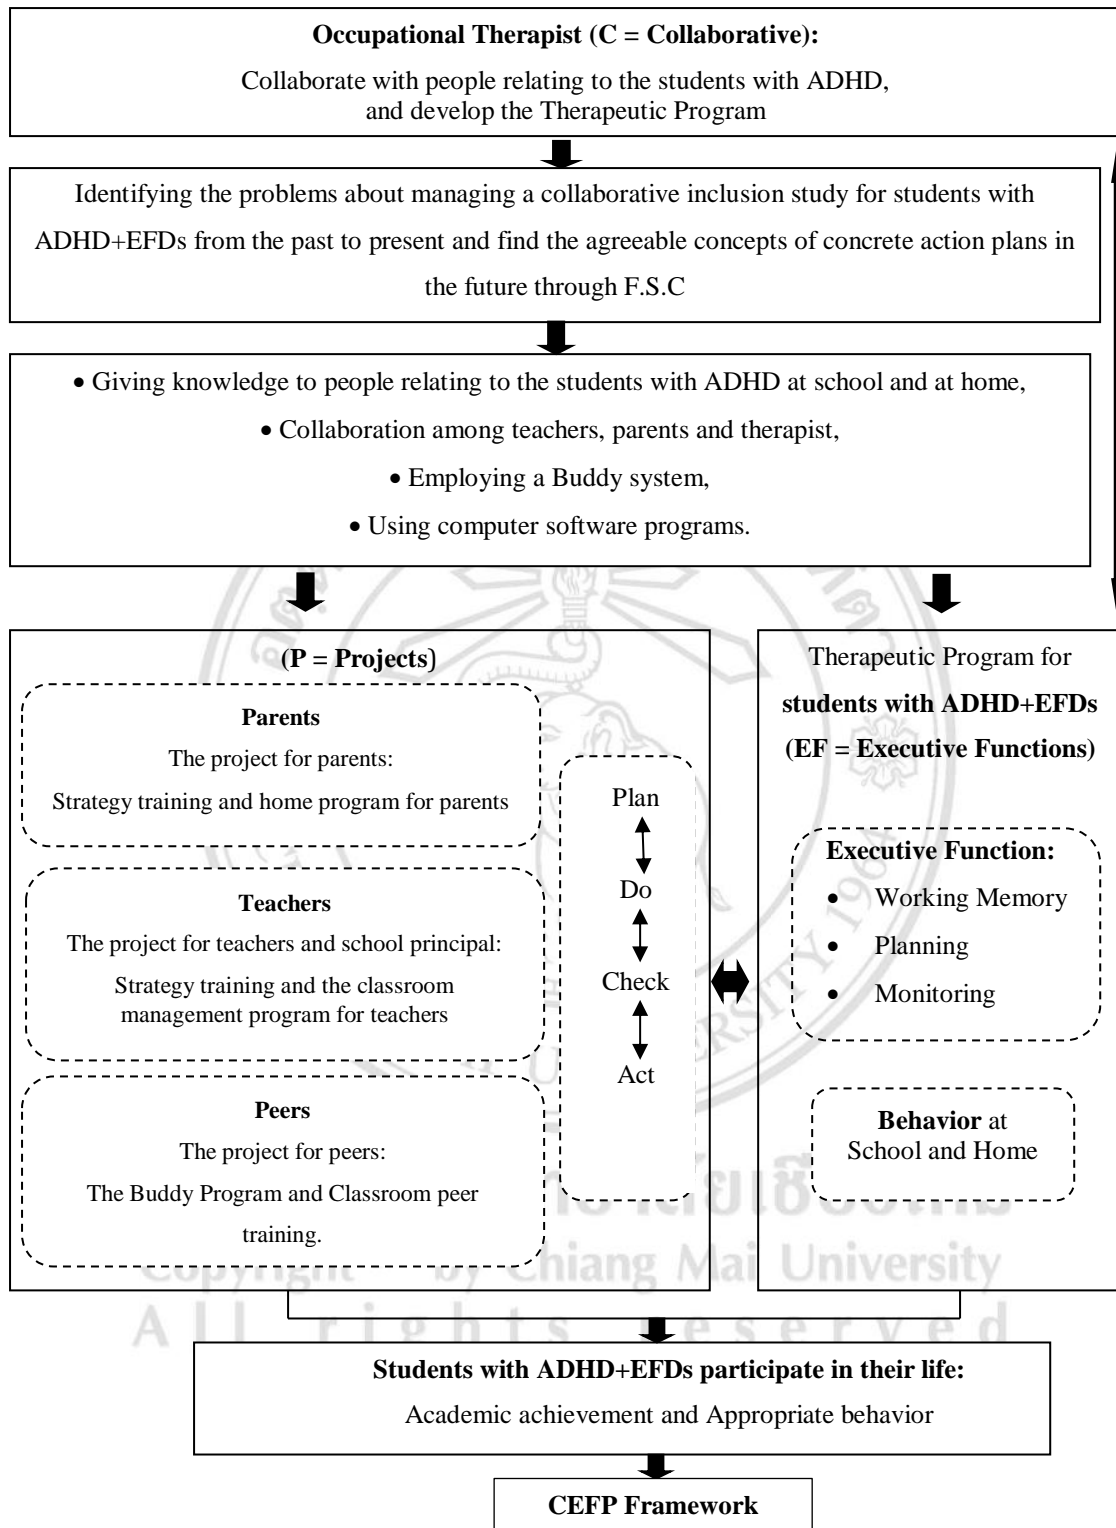 Occupational Therapist (C = Collaborative):
Collaborate with people relating to the students with ADHD,
and develop the Therapeutic Program
Identifying the problems about managing a collaborative inclusion study for students with
ADHD+EFDs from the past to present and find the agreeable concepts of concrete action plans in
the future through F.S.C
• Giving knowledge to people relating to the students with ADHD at school and at home,
• Collaboration among teachers, parents and therapist,
• Employing a Buddy system,
• Using computer software programs.
(P = Projects)
Parents
The project for parents:
Strategy training and home program for parents
Teachers
The project for teachers and school principal:
Strategy training and the classroom
management program for teachers
Peers
The project for peers:
The Buddy Program and Classroom peer
training.
Plan
Do
Check
Act
Therapeutic Program for
students with ADHD+EFDs
(EF = Executive Functions)
Executive Function:
• Working Memory
• Planning
• Monitoring
Behavior at
School and Home
Copyright by Chiang Mai University
All rights reserved
Students with ADHD+EFDs participate in their life:
Academic achievement and Appropriate behavior
CEFP Framework